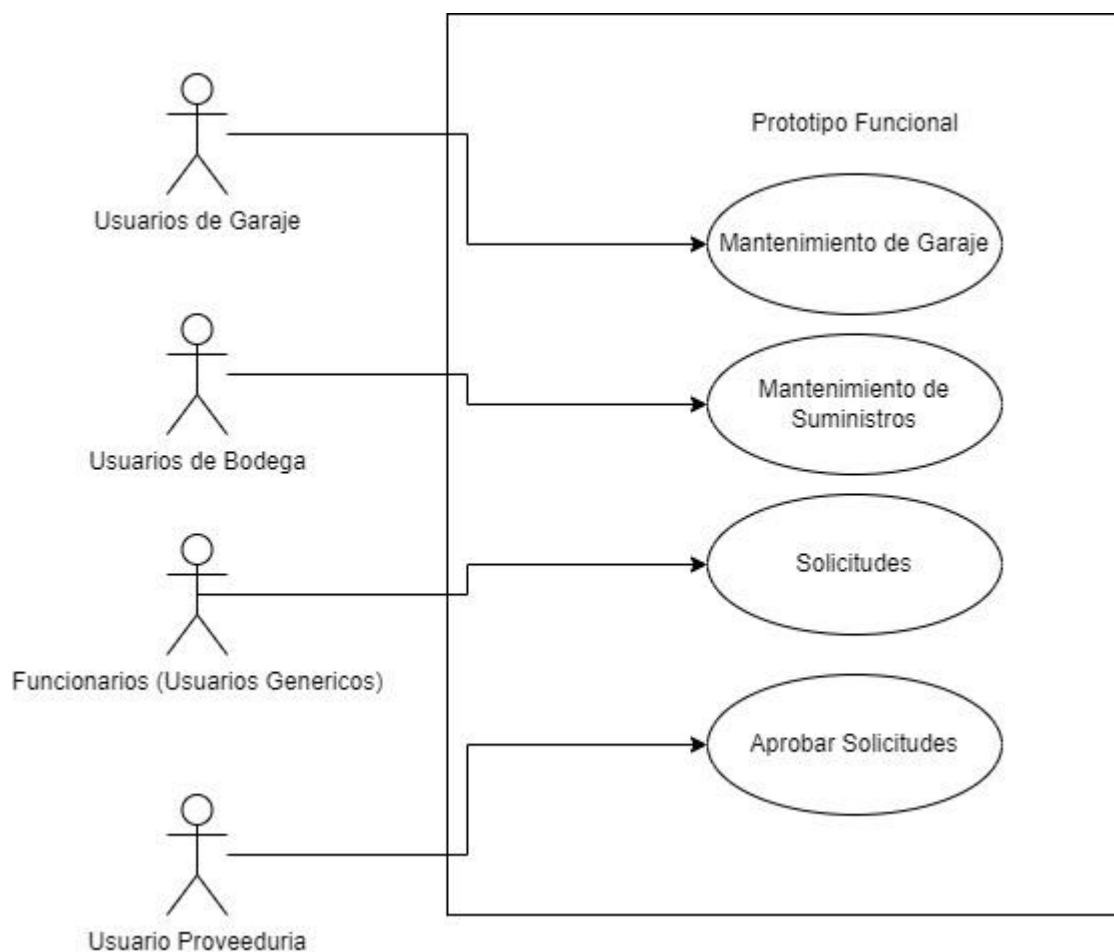 Prototipo Funcional
Usuarios de Garaje
Mantenimiento de Garaje
Usuarios de Bodega
Mantenimiento de
Suministros
Funcionarios (Usuarios Genericos)
Solicitudes
Usuario Proveeduria
Aprobar Solicitudes